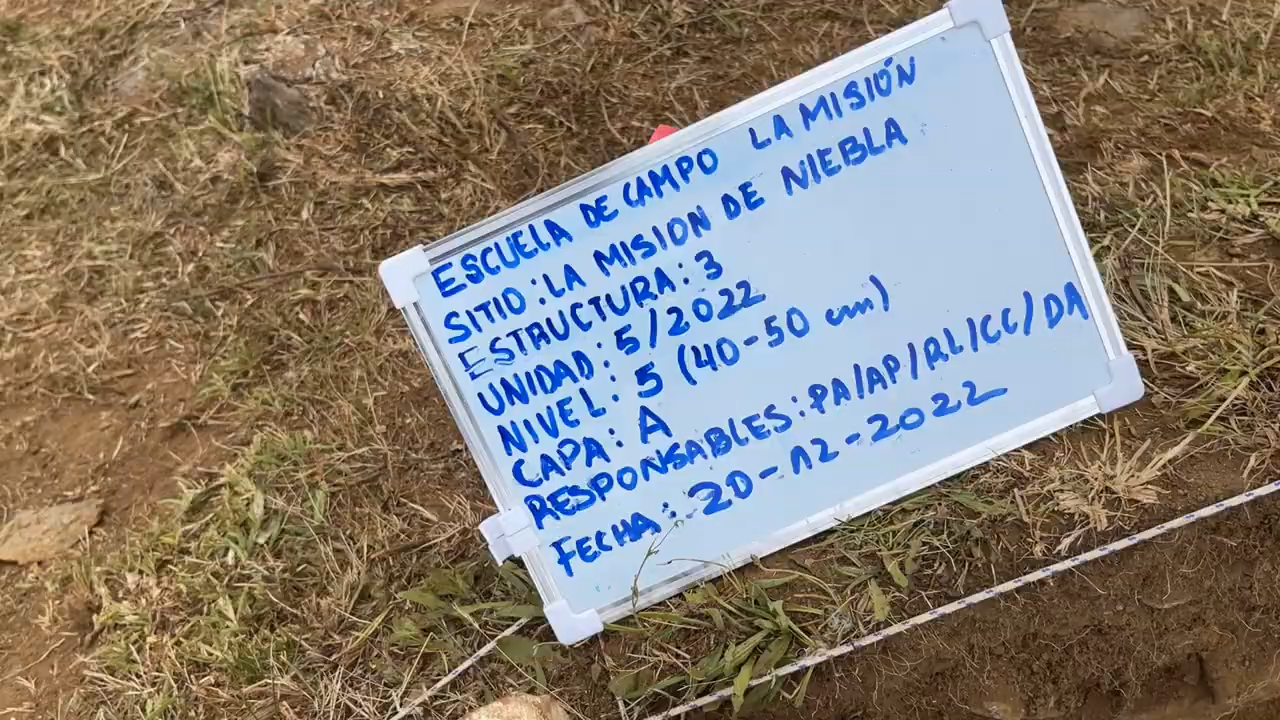 ESCUELA DE CAMPO LA MISIÓN
SITIO: LA MISION DE NIEBLA
ESTRUCTURA: 3
UNIDAD: 5/2022
NIVEL: 5 (40-50 cm)
CAPA: A
RESPONSABLES: PA/AP/RL/CC/DA
FECHA: 20-12-2022